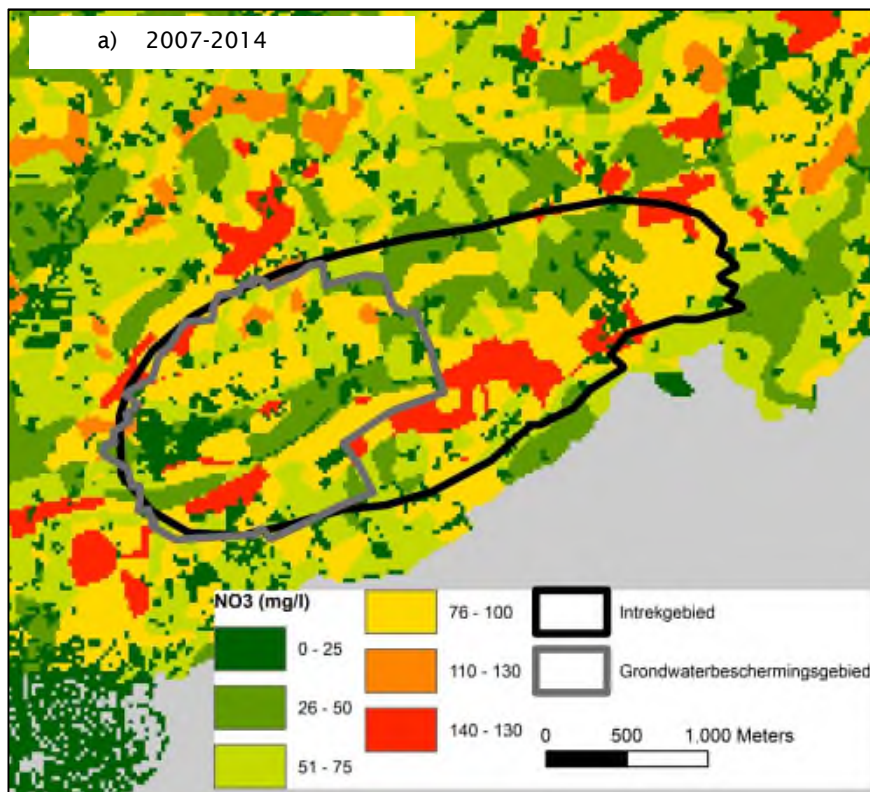 a) 2007-2014
NO3 (mg/l)
0 - 25
26 - 50
51 - 75
76 - 100
110 - 130
140 - 130
Intrekgebied
Grondwaterbeschermingsgebied
0 500 1.000 Meters